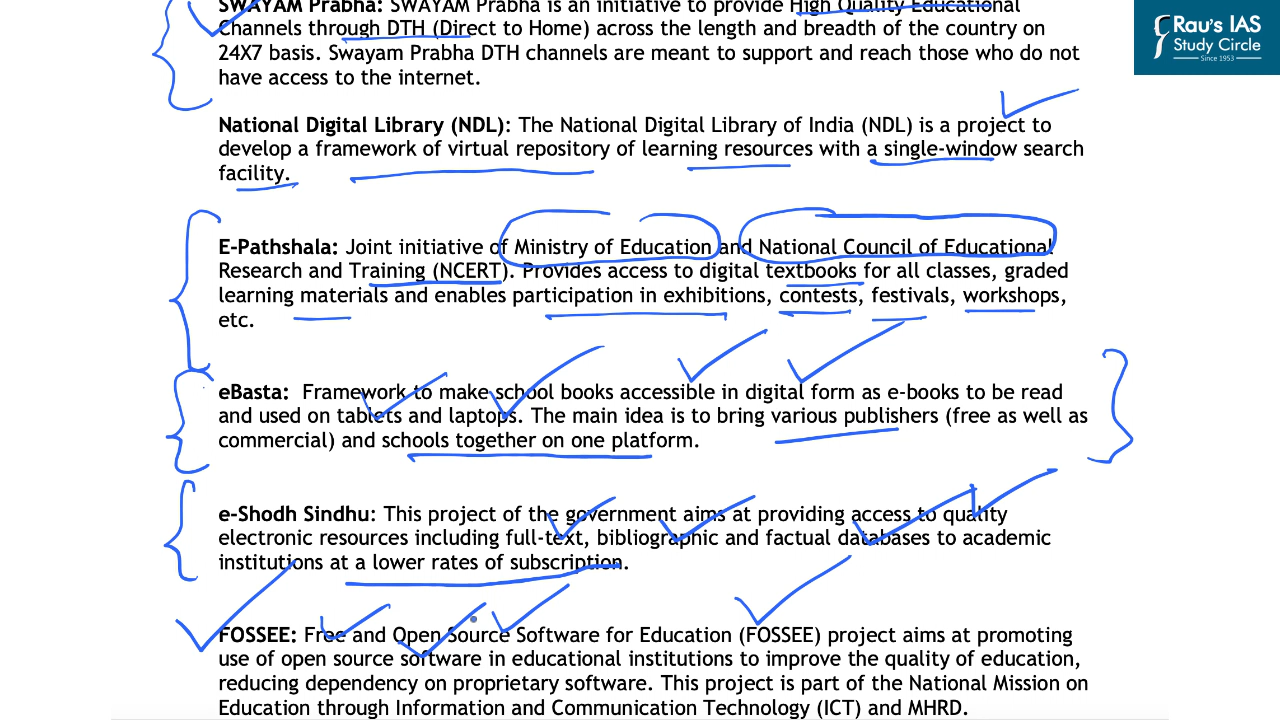 SWAYAM Prabha: SWAYAM Prabha is an initiative to provide High Quality Educational
Channels through DTH (Direct to Home) across the length and breadth of the country on
24X7 basis. Swayam Prabha DTH channels are meant to support and reach those who do not
have access to the internet.
National Digital Library (NDL): The National Digital Library of India (NDL) is a project to
develop a framework of virtual repository of learning resources with a single-window search
facility.
E-Pathshala: Joint initiative of Ministry of Education and National Council of Educational
Research and Training (NCERT). Provides access to digital textbooks for all classes, graded
learning materials and enables participation in exhibitions, contests, festivals, workshops,
etc.
eBasta: Framework to make school books accessible in digital form as e-books to be read
and used on tablets and laptops. The main idea is to bring various publishers (free as well as
commercial) and schools together on one platform.
e-Shodh Sindhu: This project of the government aims at providing access to quality
electronic resources including full-text, bibliographic and factual databases to academic
institutions at a lower rates of subscription.
FOSSEE: Free and Open Source Software for Education (FOSSEE) project aims at promoting
use of open source software in educational institutions to improve the quality of education,
reducing dependency on proprietary software. This project is part of the National Mission on
Education through Information and Communication Technology (ICT) and MHRD.
Rau's IAS
Study Circle
Since 1953